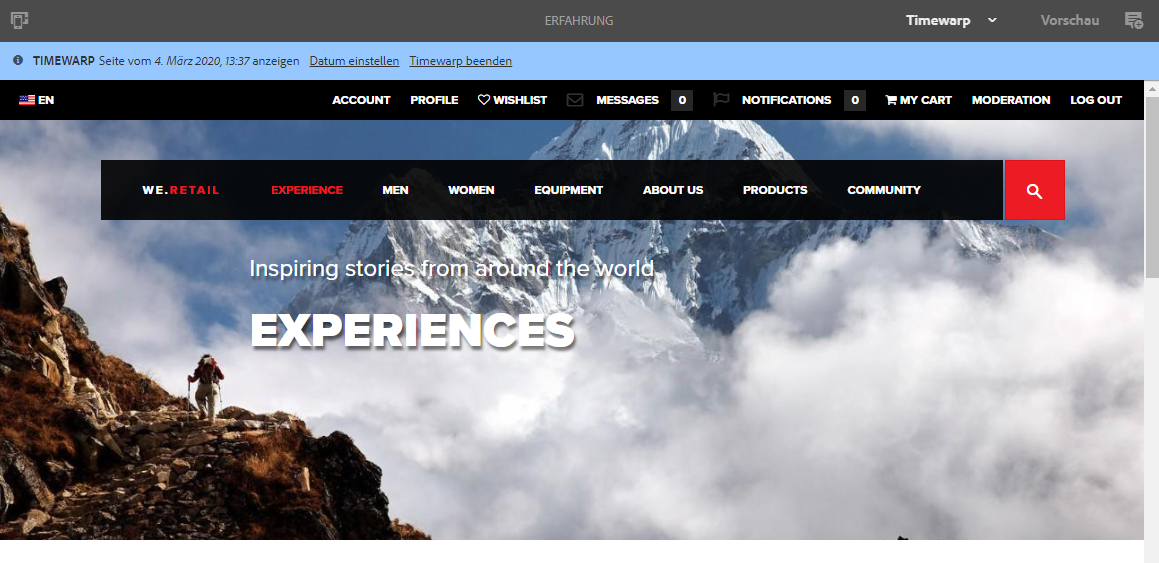 ERFAHRUNG Timewarp Vorschau
TIMEWARP Seite vom 4. März 2020, 13:37 anzeigen Datum einstellen Timewarp beenden
EN ACCOUNT PROFILE WISHLIST MESSAGES 0 NOTIFICATIONS 0 MY CART MODERATION LOG OUT
WE.RETAIL EXPERIENCE MEN WOMEN EQUIPMENT ABOUT US PRODUCTS COMMUNITY
Inspiring stories from around the world.
EXPERIENCES